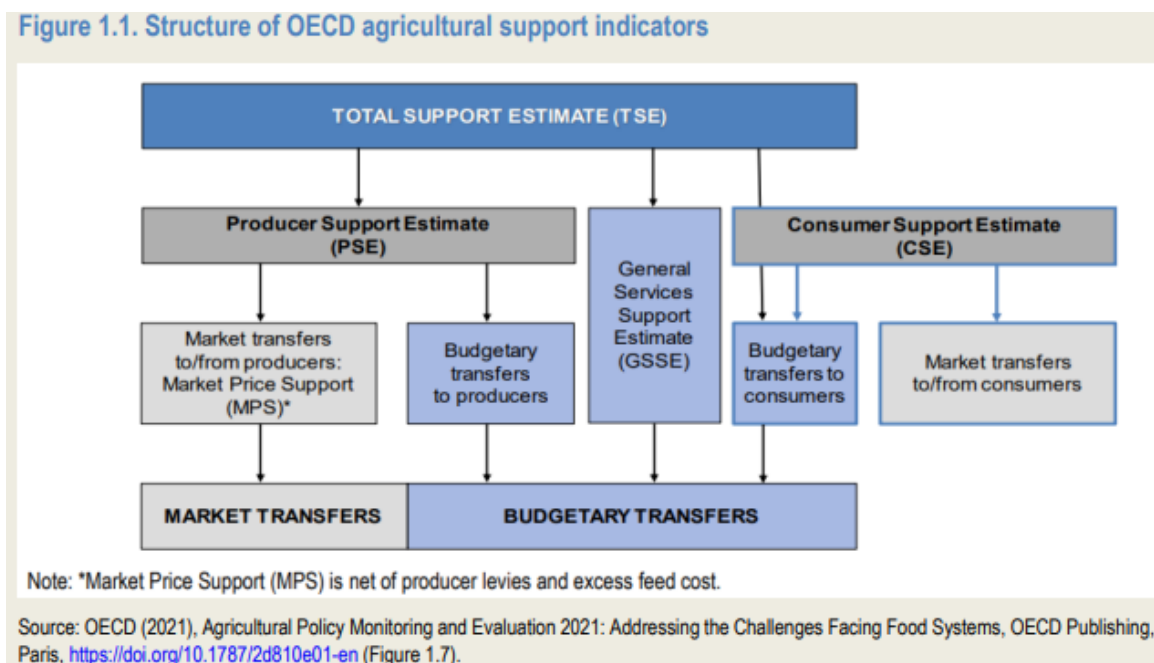 Figure 1.1. Structure of OECD agricultural support indicators
TOTAL SUPPORT ESTIMATE (TSE)
Producer Support Estimate
(PSE)
General
Services
Support
Estimate
(GSSE)
Consumer Support Estimate
(CSE)
Market transfers
to/from producers:
Market Price Support
(MPS)*
Budgetary
transfers
to producers
Budgetary
transfers to
consumers
Market transfers
to/from consumers
MARKET TRANSFERS
BUDGETARY TRANSFERS
Note: *Market Price Support (MPS) is net of producer levies and excess feed cost.
Source: OECD (2021), Agricultural Policy Monitoring and Evaluation 2021: Addressing the Challenges Facing Food Systems, OECD Publishing,
Paris, https://doi.org/10.1787/2d810e01-en (Figure 1.7).